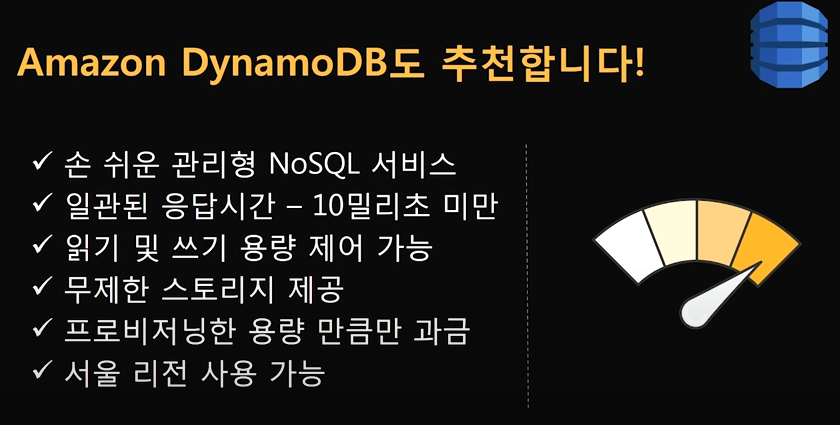 Amazon DynamoDB도 추천합니다!
✓ 손 쉬운 관리형 NoSQL 서비스
✓ 일관된 응답시간 – 10밀리초 미만
✓ 읽기 및 쓰기 용량 제어 가능
✓ 무제한 스토리지 제공
✓ 프로비저닝한 용량 만큼만 과금
✓ 서울 리전 사용 가능